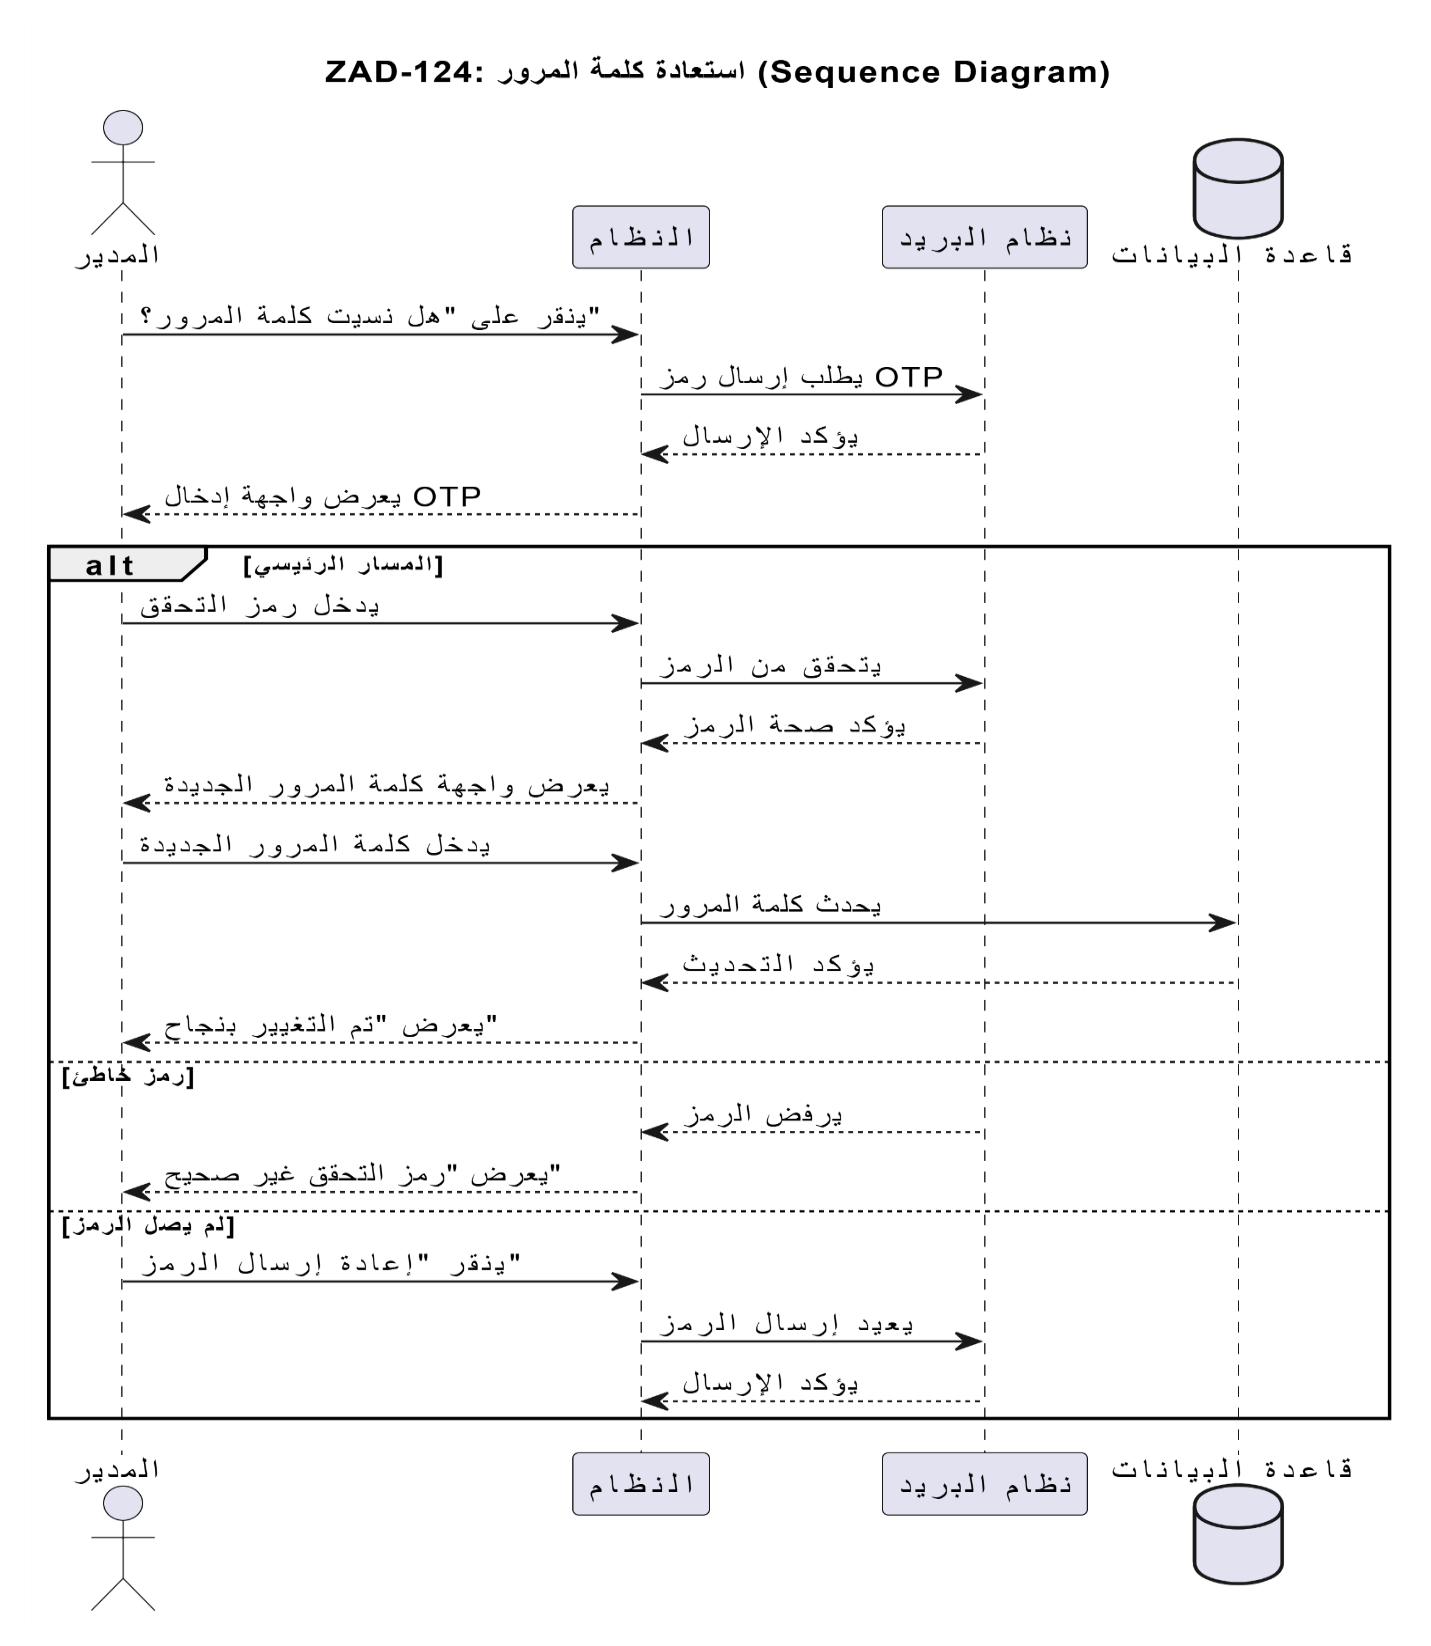 ZAD-124: استعادة كلمة المرور (Sequence Diagram)
المدير
النظام
نظام البريد
قاعدة البيانات
ينقر على "هل نسيت كلمة المرور؟"
يطلب إرسال رمز OTP
يؤكد الإرسال
يعرض واجهة إدخال OTP
alt [المسار الرئيسي]
يدخل رمز التحقق
يتحقق من الرمز
يؤكد صحة الرمز
يعرض واجهة كلمة المرور الجديدة
يدخل كلمة المرور الجديدة
يحدث كلمة المرور
يؤكد التحديث
يعرض "تم التغيير بنجاح"
[رمز خاطئ]
يرفض الرمز
يعرض "رمز التحقق غير صحيح"
[لم يصل الرمز]
ينقر "إعادة إرسال الرمز"
يعيد إرسال الرمز
يؤكد الإرسال
المدير
النظام
نظام البريد
قاعدة البيانات